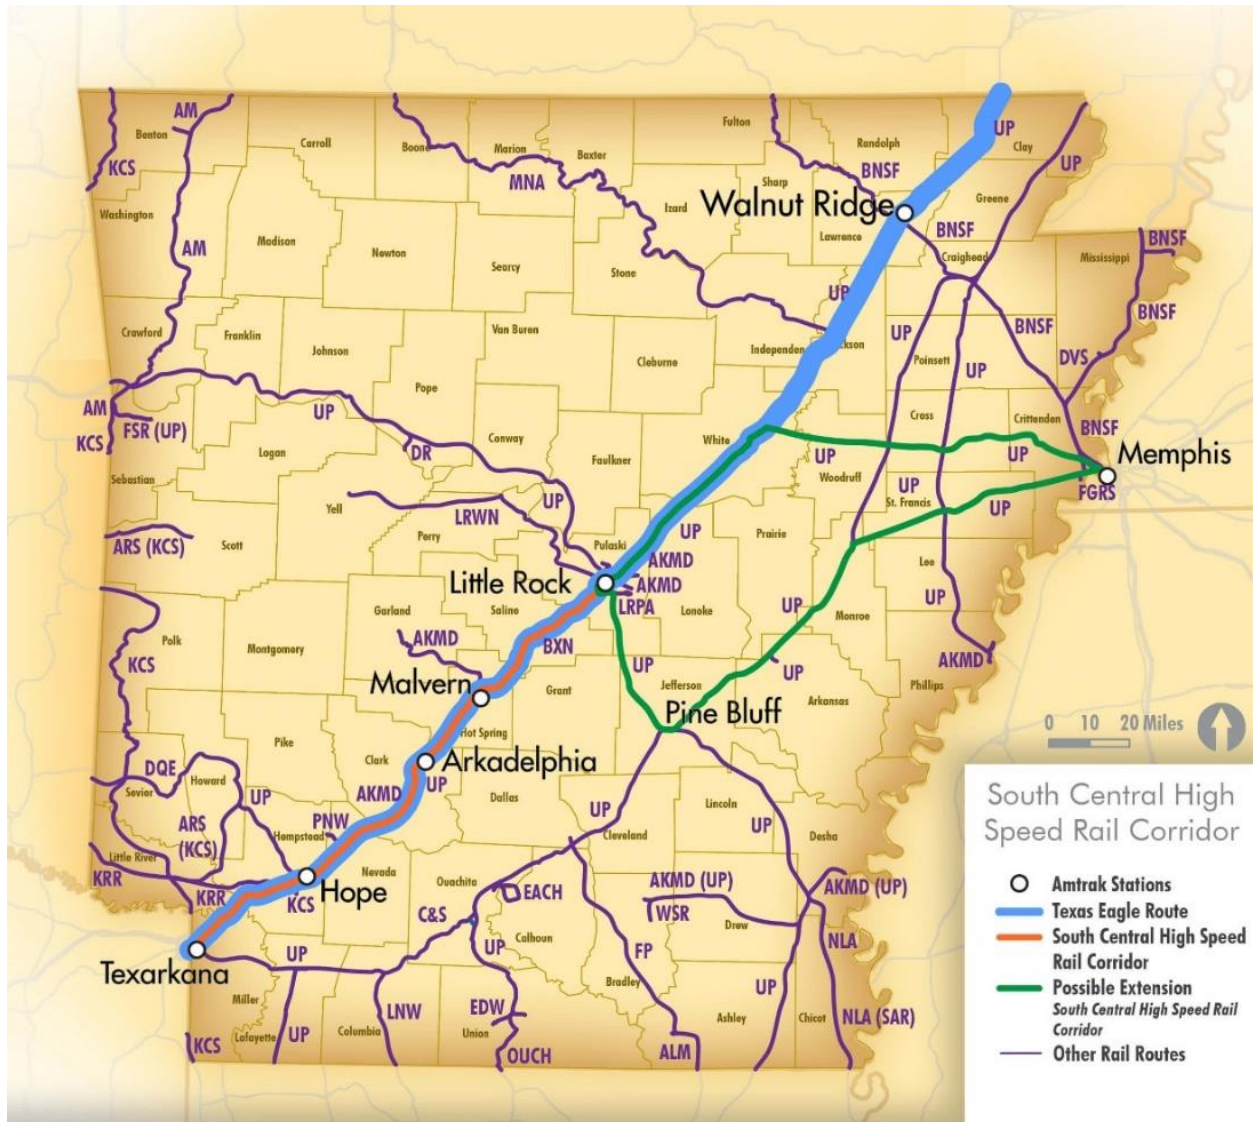 AM
Benton
KCS
Washington
AM
Carroll
Boone
Marion
Baxter
MNA
Fulton
Randolph
BNSF
UP
Clay
UP
Sharp
Izard
Walnut Ridge
Lawrence
Greene
BNSF
Craighead
Mississippi
BNSF
BNSF
BNSF
DVS
Madison
Newton
Searcy
Stone
UP
Crawford
Franklin
Johnson
Pope
Van Buren
Cleburne
Independen
ckson
UP
Poinsett
UP
Cross
Crittenden
BNSF
Memphis
FGRS
AM
KCS
FSR (UP)
UP
Logan
DR
Conway
Faulkner
White
UP
Woodruff
UP
UP
St. Francis
UP
Sebastian
Yell
LRWN
UP
ARS (KCS)
Scott
Perry
Pulaski
UP
Prairie
AKMD
AKMD
LRPA
Little Rock
Lonoke
Lee
UP
UP
Monroe
Garland
Saline
AKMD
BXN
Polk
KCS
Montgomery
Malvern
Grant
UP
Jefferson
UP
Arkansas
Phillips
AKMD
Pine Bluff
Hot Spring
Pike
Clark
Arkadelphia
UP
AKMD
Dallas
DQE
Howard
Sevier
UP
ARS
(KCS)
PNW
Hempstead
UP
Cleveland
Lincoln
UP
Desha
Little River
KRR
KRR
KCS
Hope
Nevada
Ouachita
EACH
C&S
AKMD (UP)
WSR
Drew
AKMD (UP)
NLA
Texarkana
UP
UP
Calhoun
FP
Bradley
Miller
Lafayette
UP
KCS
Columbia
LNW
EDW
Union
OUCH
ALM
Ashley
UP
Chicot
NLA (SAR)
0 10 20 Miles
South Central High
Speed Rail Corridor
Amtrak Stations
Texas Eagle Route
South Central High Speed
Rail Corridor
Possible Extension
South Central High Speed Rail
Corridor
Other Rail Routes